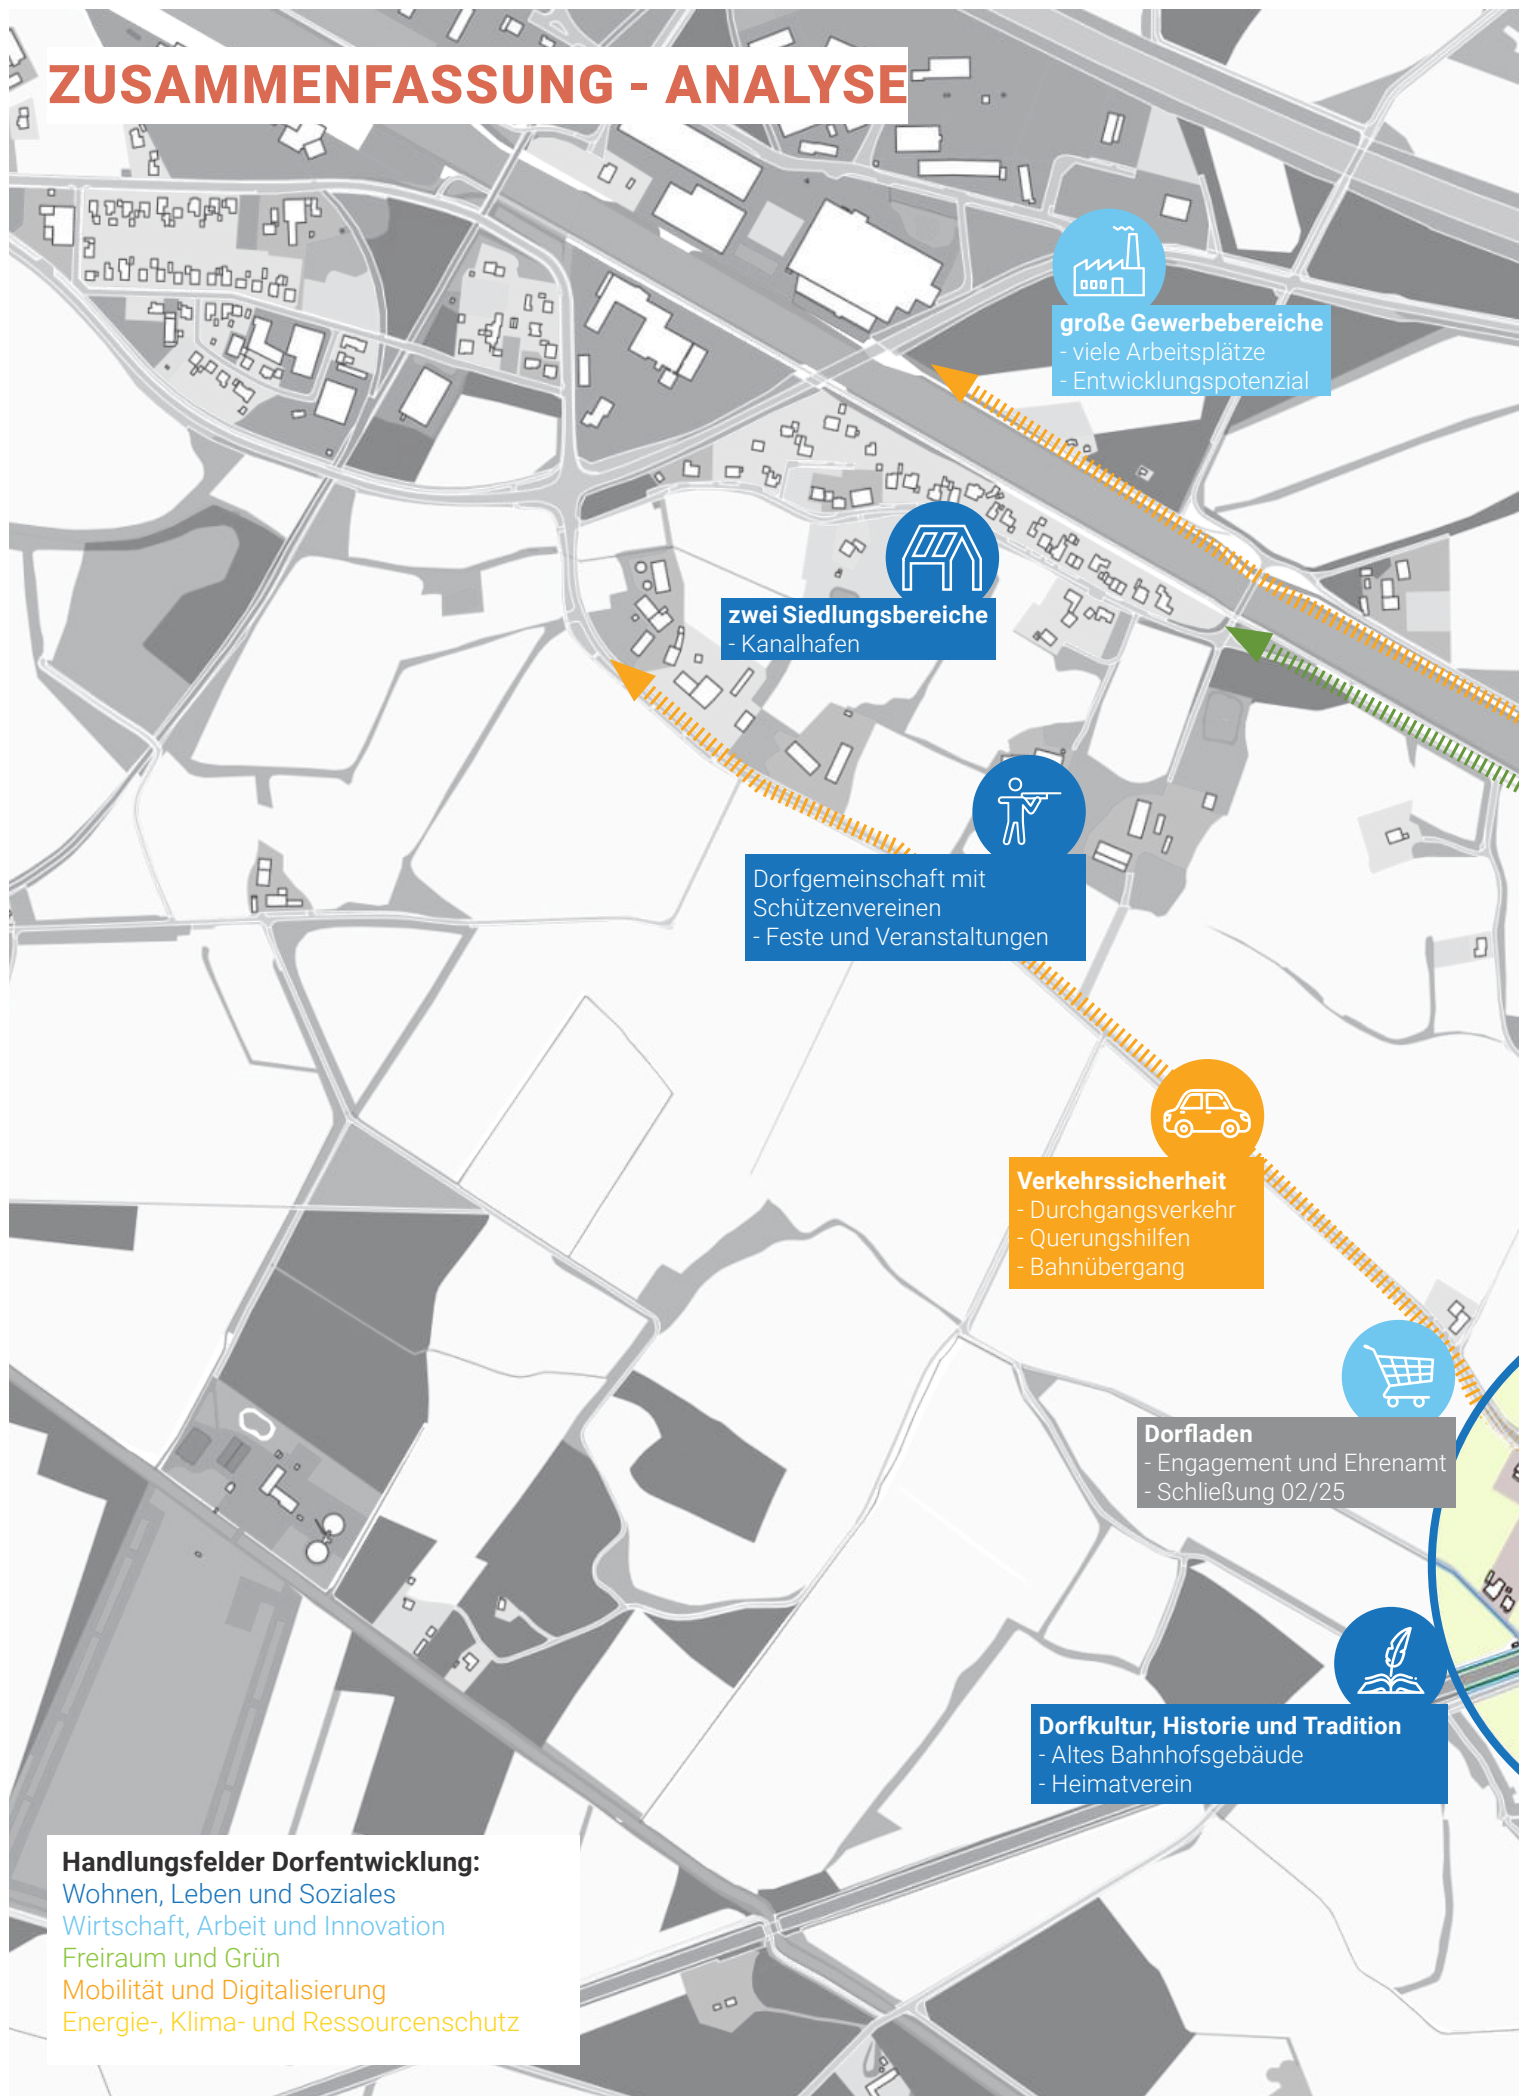 ZUSAMMENFASSUNG - ANALYSE
große Gewerbebereiche
- viele Arbeitsplätze
- Entwicklungspotenzial
zwei Siedlungsbereiche
- Kanalhafen
Dorfgemeinschaft mit
Schützenvereinen
- Feste und Veranstaltungen
Verkehrssicherheit
- Durchgangsverkehr
- Querungshilfen
- Bahnübergang
Dorfladen
- Engagement und Ehrenamt
- Schließung 02/25
Dorfkultur, Historie und Tradition
- Altes Bahnhofsgebäude
- Heimatverein
Handlungsfelder Dorfentwicklung:
Wohnen, Leben und Soziales
Wirtschaft, Arbeit und Innovation
Freiraum und Grün
Mobilität und Digitalisierung
Energie-, Klima- und Ressourcenschutz